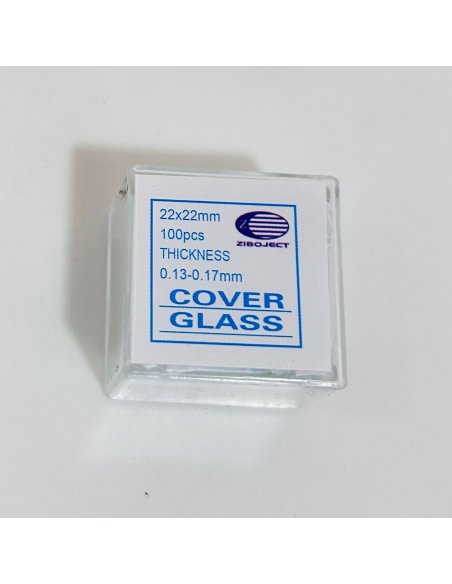 22x22mm
100pcs
THICKNESS
0.13-0.17mm
ZIBOJECT
COVER
GLASS